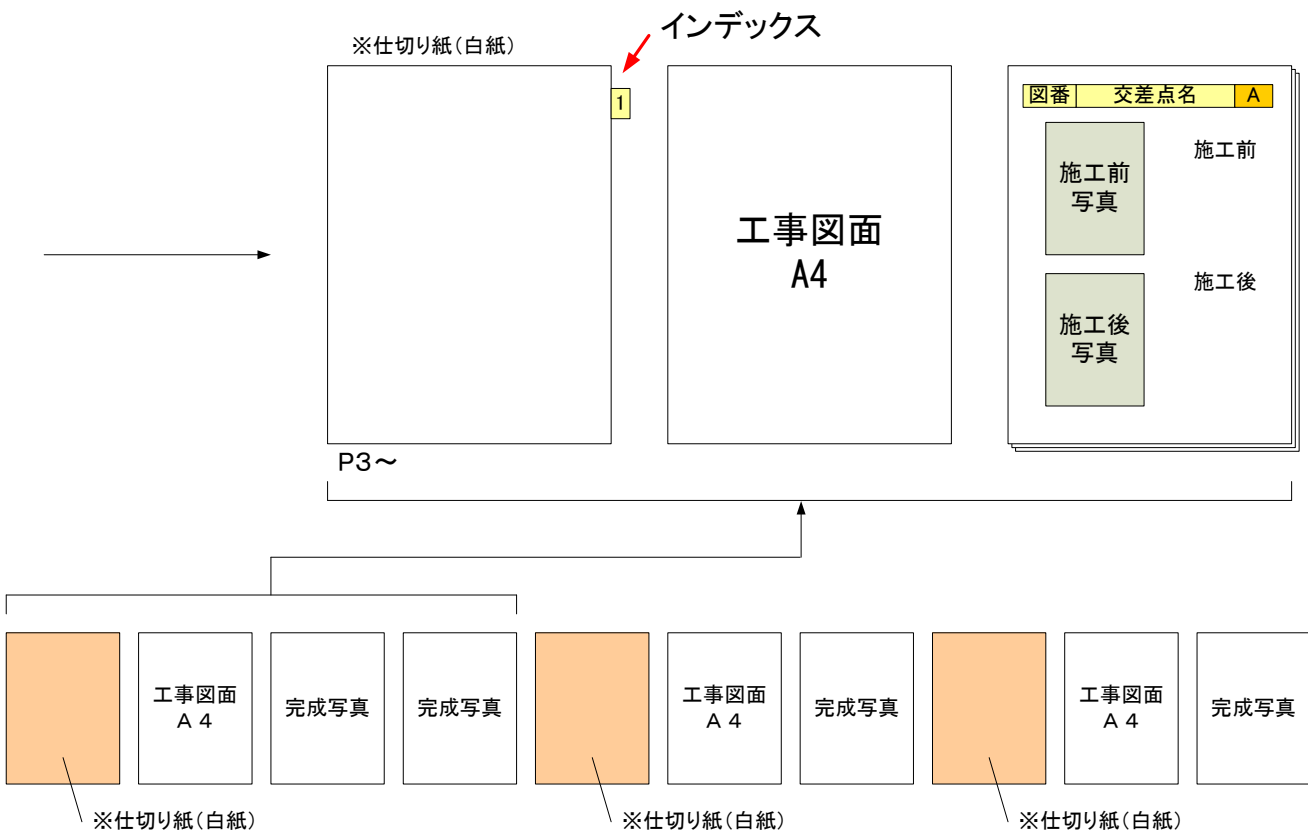 インデックス
※仕切り紙(白紙)
1
図番 交差点名 A
施工前
施工前
写真
工事図面
A4
施工後
施工後
写真
P3～
工事図面
A 4
完成写真
完成写真
工事図面
A 4
完成写真
工事図面
A 4
完成写真
※仕切り紙(白紙)
※仕切り紙(白紙)
※仕切り紙(白紙)